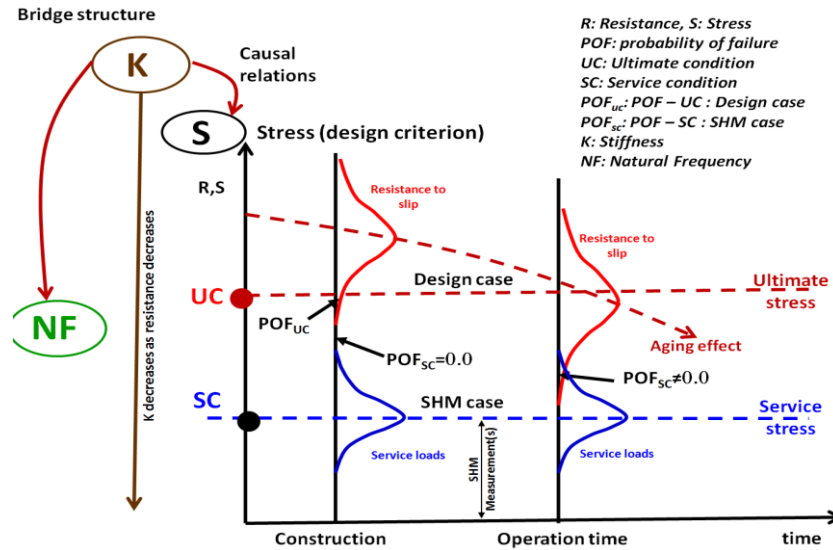 Bridge structure
K
Causal
relations
S
Stress (design criterion)
R: Resistance, S: Stress
POF: probability of failure
UC: Ultimate condition
SC: Service condition
POFuc: POF – UC : Design case
POFsc: POF – SC : SHM case
K: Stiffness
NF: Natural Frequency
R,S
Resistance to
slip
Resistance to
slip
K decreases as resistance decreases
Design case
UC
Ultimate
stress
NF
POFUC
Aging effect
POFSC=0.0
POFSC≠0.0
SC
SHM case
Service
stress
Service loads
SHM
Measurement(s)
Service loads
Construction
Operation time
time